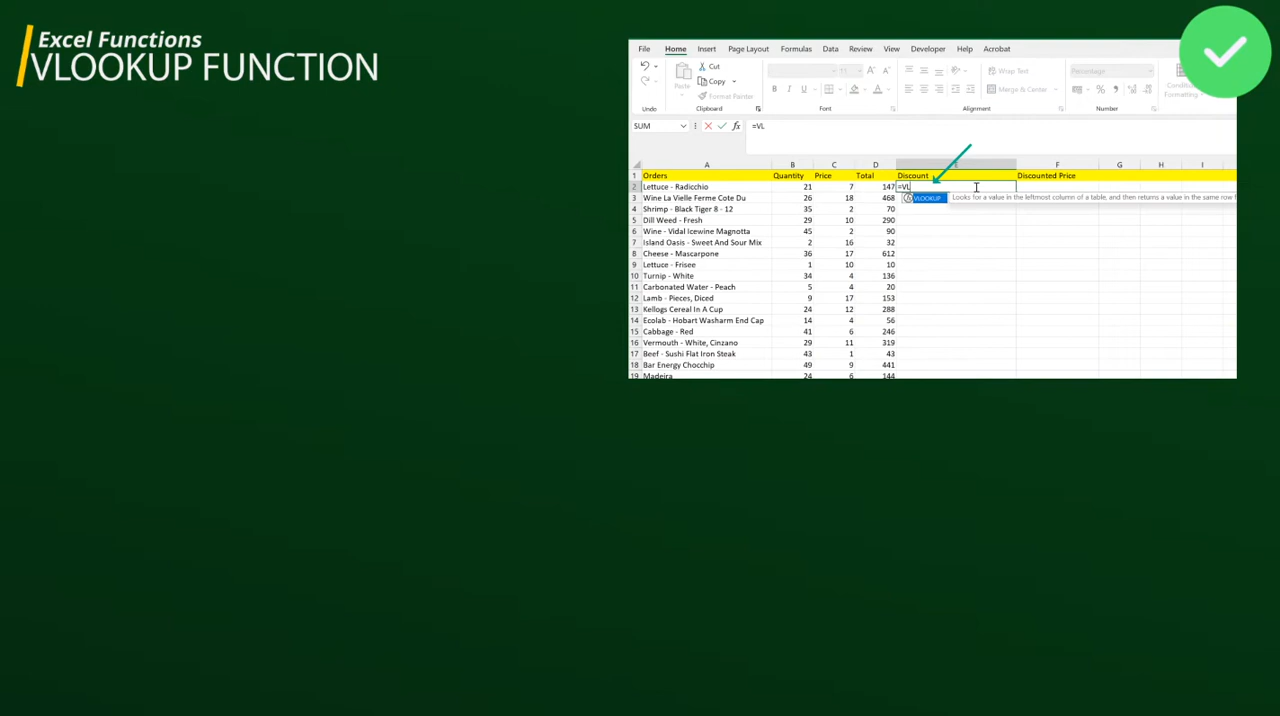 Excel Functions
VLOOKUP FUNCTION
File Home Insert Page Layout Formulas Data Review View Developer Help Acrobat
Cut
Copy
Paste
Format Painter
Wrap Text
Merge & Center
11
Percentage
Formatting
Undo Clipboard Font Alignment Number
SUM =VL
A B C D E F G H I
1 Orders Quantity Price Total Discount Discounted Price
2 Lettuce - Radicchio 21 7 147 =VL
VLOOKUP Looks for a value in the leftmost column of a table, and then returns a value in the same row f
3 Wine La Vielle Ferme Cote Du 26 18 468
4 Shrimp - Black Tiger 8 - 12 35 2 70
5 Dill Weed - Fresh 29 10 290
6 Wine - Vidal Icewine Magnotta 45 2 90
7 Island Oasis - Sweet And Sour Mix 2 16 32
8 Cheese - Mascarpone 36 17 612
9 Lettuce - Frisee 1 10 10
10 Turnip - White 34 4 136
11 Carbonated Water - Peach 5 4 20
12 Lamb - Pieces, Diced 9 17 153
13 Kellogs Cereal In A Cup 24 12 288
14 Ecolab - Hobart Washarm End Cap 14 4 56
15 Cabbage - Red 41 6 246
16 Vermouth - White, Cinzano 29 11 319
17 Beef - Sushi Flat Iron Steak 43 1 43
18 Bar Energy Chocchip 49 9 441
19 Madeira 24 6 144